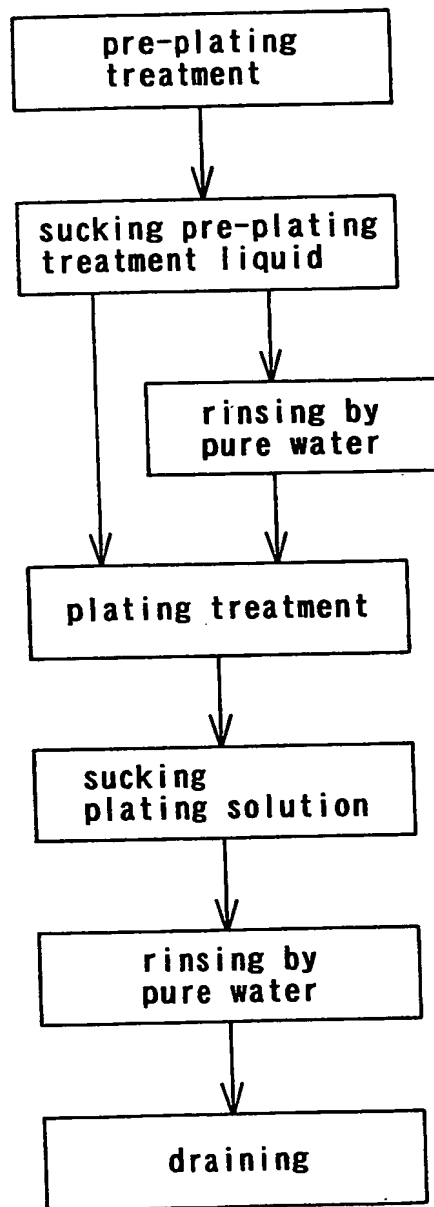 pre-plating
treatment
sucking pre-plating
treatment liquid
rinsing by
pure water
plating treatment
sucking
plating solution
rinsing by
pure water
draining